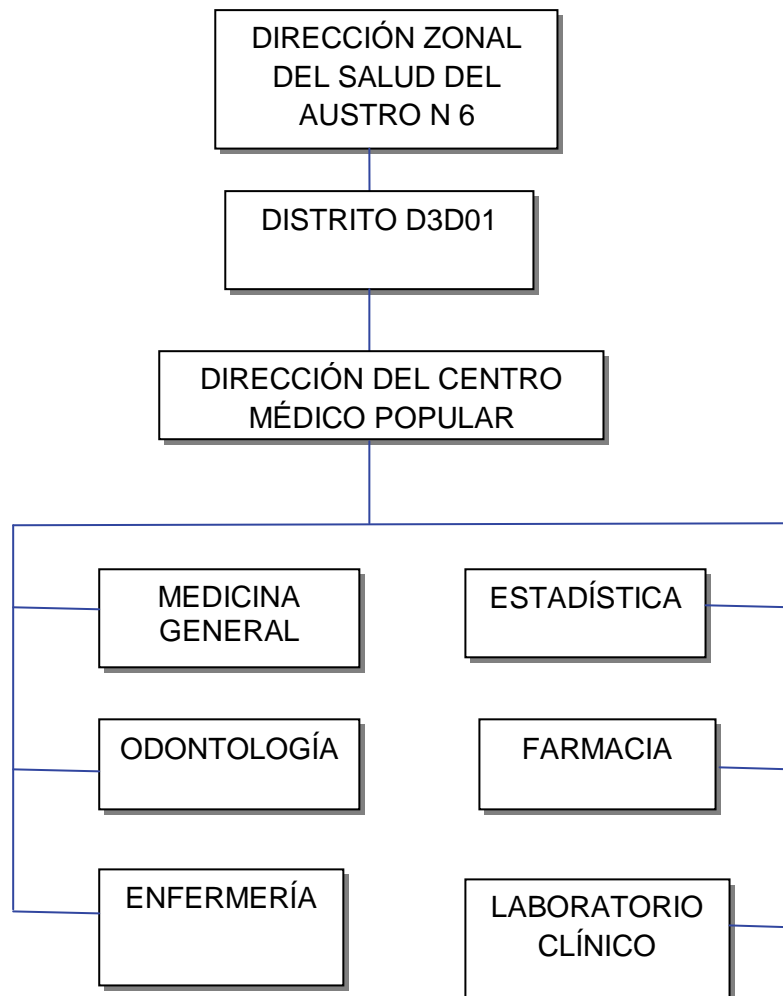 DIRECCIÓN ZONAL
DEL SALUD DEL
AUSTRO N 6
DISTRITO D3D01
DIRECCIÓN DEL CENTRO
MÉDICO POPULAR
MEDICINA
GENERAL
ESTADÍSTICA
ODONTOLOGÍA
FARMACIA
ENFERMERÍA
LABORATORIO
CLÍNICO